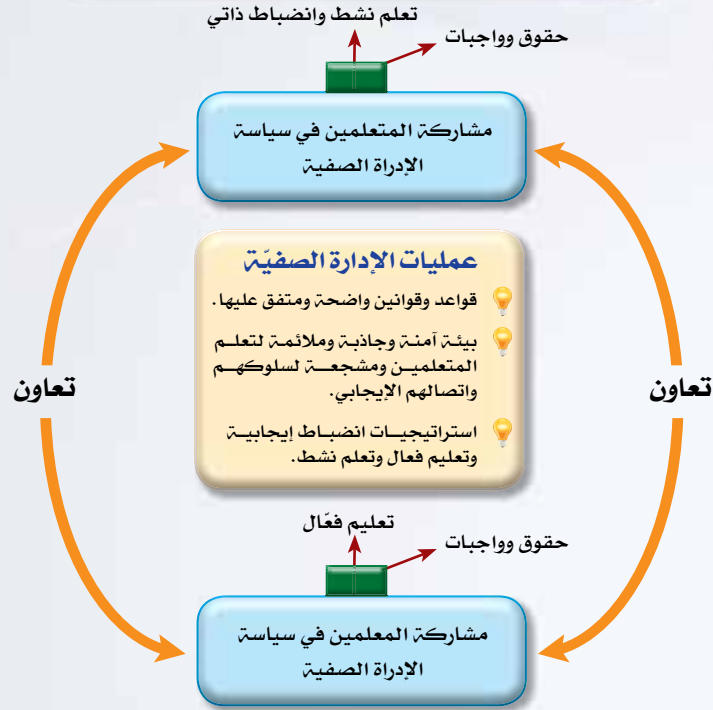 تعلم نشط وانضباط ذاتي
حقوق وواجبات
مشاركة المتعلمين في سياسة
الإدراة الصفية
عمليات الإدارة الصفيّة
قواعد وقوانين واضحة ومتفق عليها.
بيئة آمنة وجاذبة وملائمة لتعلم
المتعلمين ومشجعة لسلوكهم
واتصالهم الإيجابي.
استراتيجيات انضباط إيجابية
وتعليم فعال وتعلم نشط.
تعاون
تعاون
تعليم فعّال
حقوق وواجبات
مشاركة المعلمين في سياسة
الإدراة الصفية